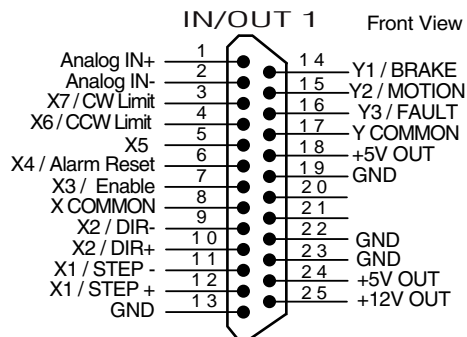 IN/OUT 1
Front View
Analog IN+ 1
Analog IN- 2
X7 / CW Limit 3
X6 / CCW Limit 4
X5 5
X4 / Alarm Reset 6
X3 / Enable 7
X COMMON 8
X2 / DIR- 9
X2 / DIR+ 10
X1 / STEP - 11
X1 / STEP + 12
GND 13
14 Y1 / BRAKE
15 Y2 / MOTION
16 Y3 / FAULT
17 Y COMMON
18 +5V OUT
19 GND
20
21
22 GND
23 GND
24 +5V OUT
25 +12V OUT